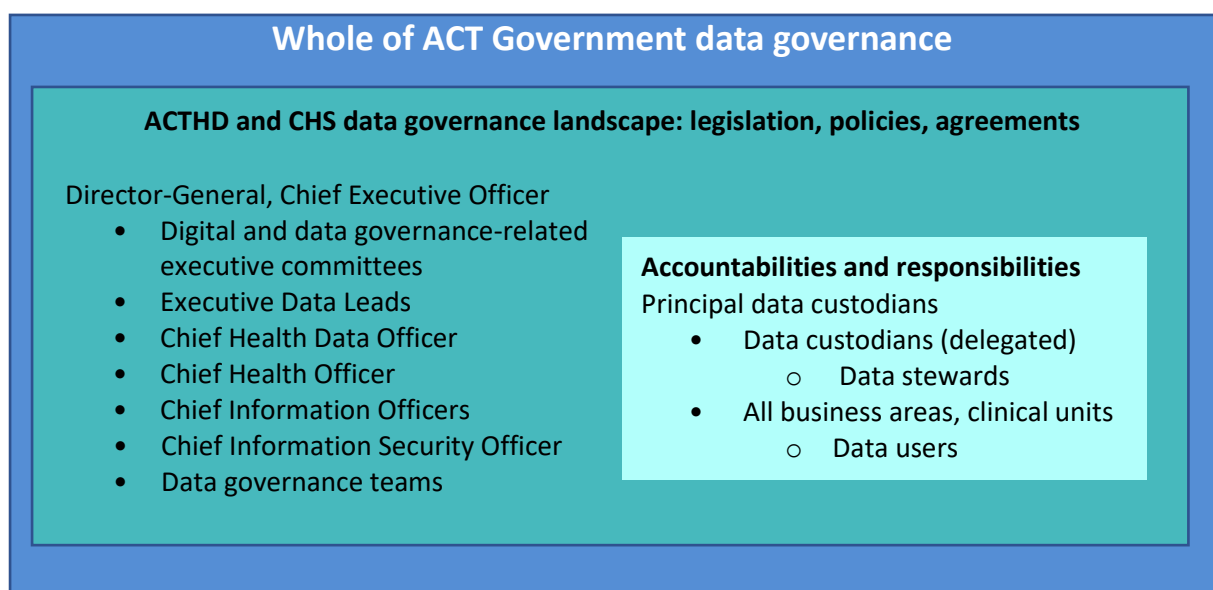 Whole of ACT Government data governance
ACTHD and CHS data governance landscape: legislation, policies, agreements
Director-General, Chief Executive Officer
• Digital and data governance-related
executive committees
• Executive Data Leads
• Chief Health Data Officer
• Chief Health Officer
• Chief Information Officers
• Chief Information Security Officer
• Data governance teams
Accountabilities and responsibilities
Principal data custodians
• Data custodians (delegated)
o Data stewards
• All business areas, clinical units
o Data users